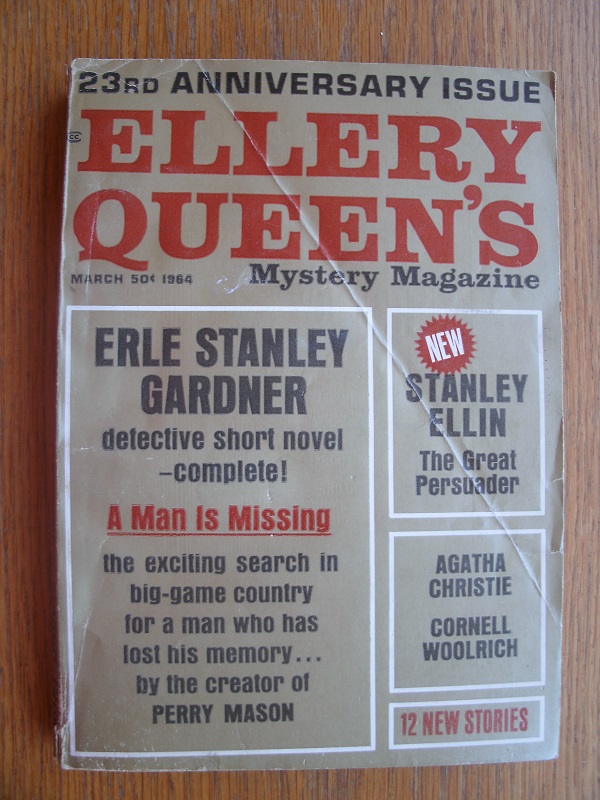 23RD ANNIVERSARY ISSUE
CC
ELLERY
QUEEN'S
MARCH 50¢ 1964
Mystery Magazine
ERLE STANLEY
GARDNER
detective short novel
–complete!
A Man Is Missing
the exciting search in
big-game country
for a man who has
lost his memory...
by the creator of
PERRY MASON
NEW
STANLEY
ELLIN
The Great
Persuader
AGATHA
CHRISTIE
CORNELL
WOOLRICH
12 NEW STORIES